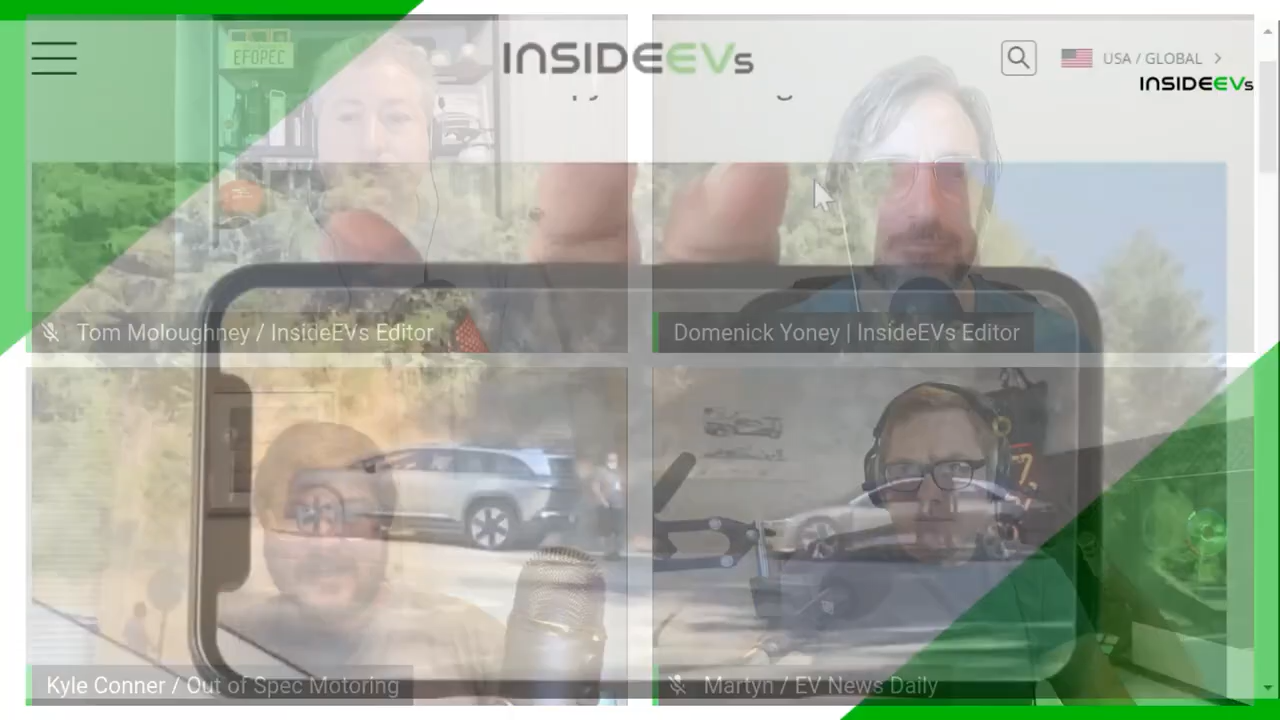 EFOPEC
INSIDEEVs
USA / GLOBAL
INSIDEEVs
Tom Moloughney / InsideEVs Editor
Domenick Yoney | InsideEVs Editor
Kyle Conner / Out of Spec Motoring
Martyn / EV News Daily